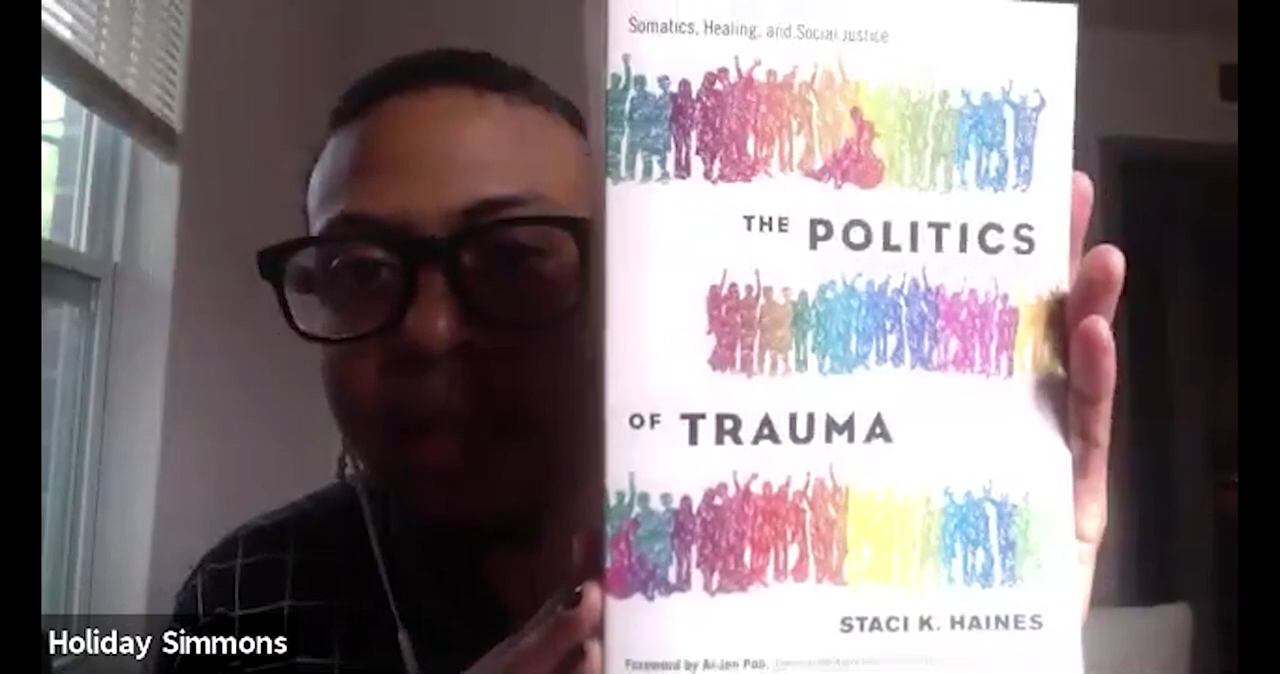 Somatics, Healing, and Social Justice
THE POLITICS
OF TRAUMA
STACI K. HAINES
Foreword by Ai-Jen Poo,
Holiday Simmons